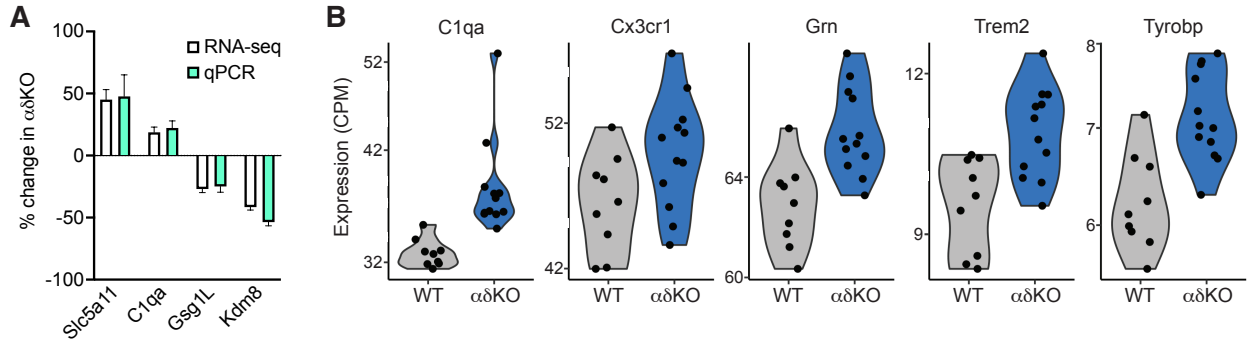 A
% change in αδKO
100
50
0
-50
-100
RNA-seq
qPCR
Slc5a11
C1qa
Gsg1L
Kdm8
B
Expression (CPM)
C1qa
52
42
32
WT
αδKO
Cx3cr1
52
42
WT
αδKO
Grn
64
60
WT
αδKO
Trem2
12
9
WT
αδKO
Tyrobp
8
7
6
WT
αδKO